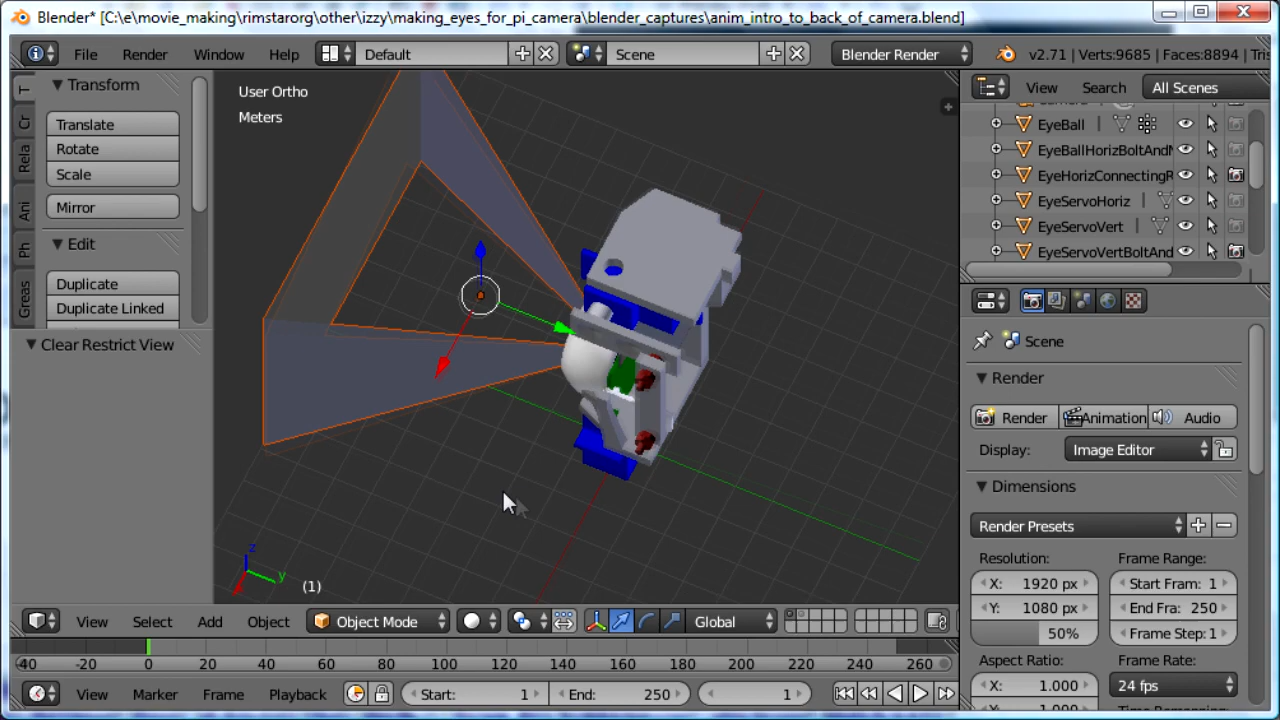 Blender* [C:\e\movie_making\rimstarorg\other\izzy\making_eyes_for_pi_camera\blender_captures\anim_intro_to_back_of_camera.blend]
File Render Window Help Default Scene Blender Render v2.71 | Verts:9685 | Faces:8894 | Tris
Transform
Translate
Rotate
Scale
Mirror
Edit
Duplicate
Duplicate Linked
T
Cr
Rela
Ani
Ph
Greas
Clear Restrict View
User Ortho
Meters
z
y
(1)
View Search All Scenes
EyeBall
EyeBallHorizBoltAndN
EyeHorizConnectingR
EyeServoHoriz
EyeServoVert
EyeServoVertBoltAnd
Scene
Render
Render Animation Audio
Display: Image Editor
Dimensions
Render Presets
Resolution: Frame Range:
X: 1920 px Start Fram: 1
Y: 1080 px End Fra: 250
50% Frame Step: 1
Aspect Ratio: Frame Rate:
X: 1.000 24 fps
View Select Add Object Object Mode Global
-40 -20 0 20 40 60 80 100 120 140 160 180 200 220 240 260
View Marker Frame Playback Start: 1 End: 250 1